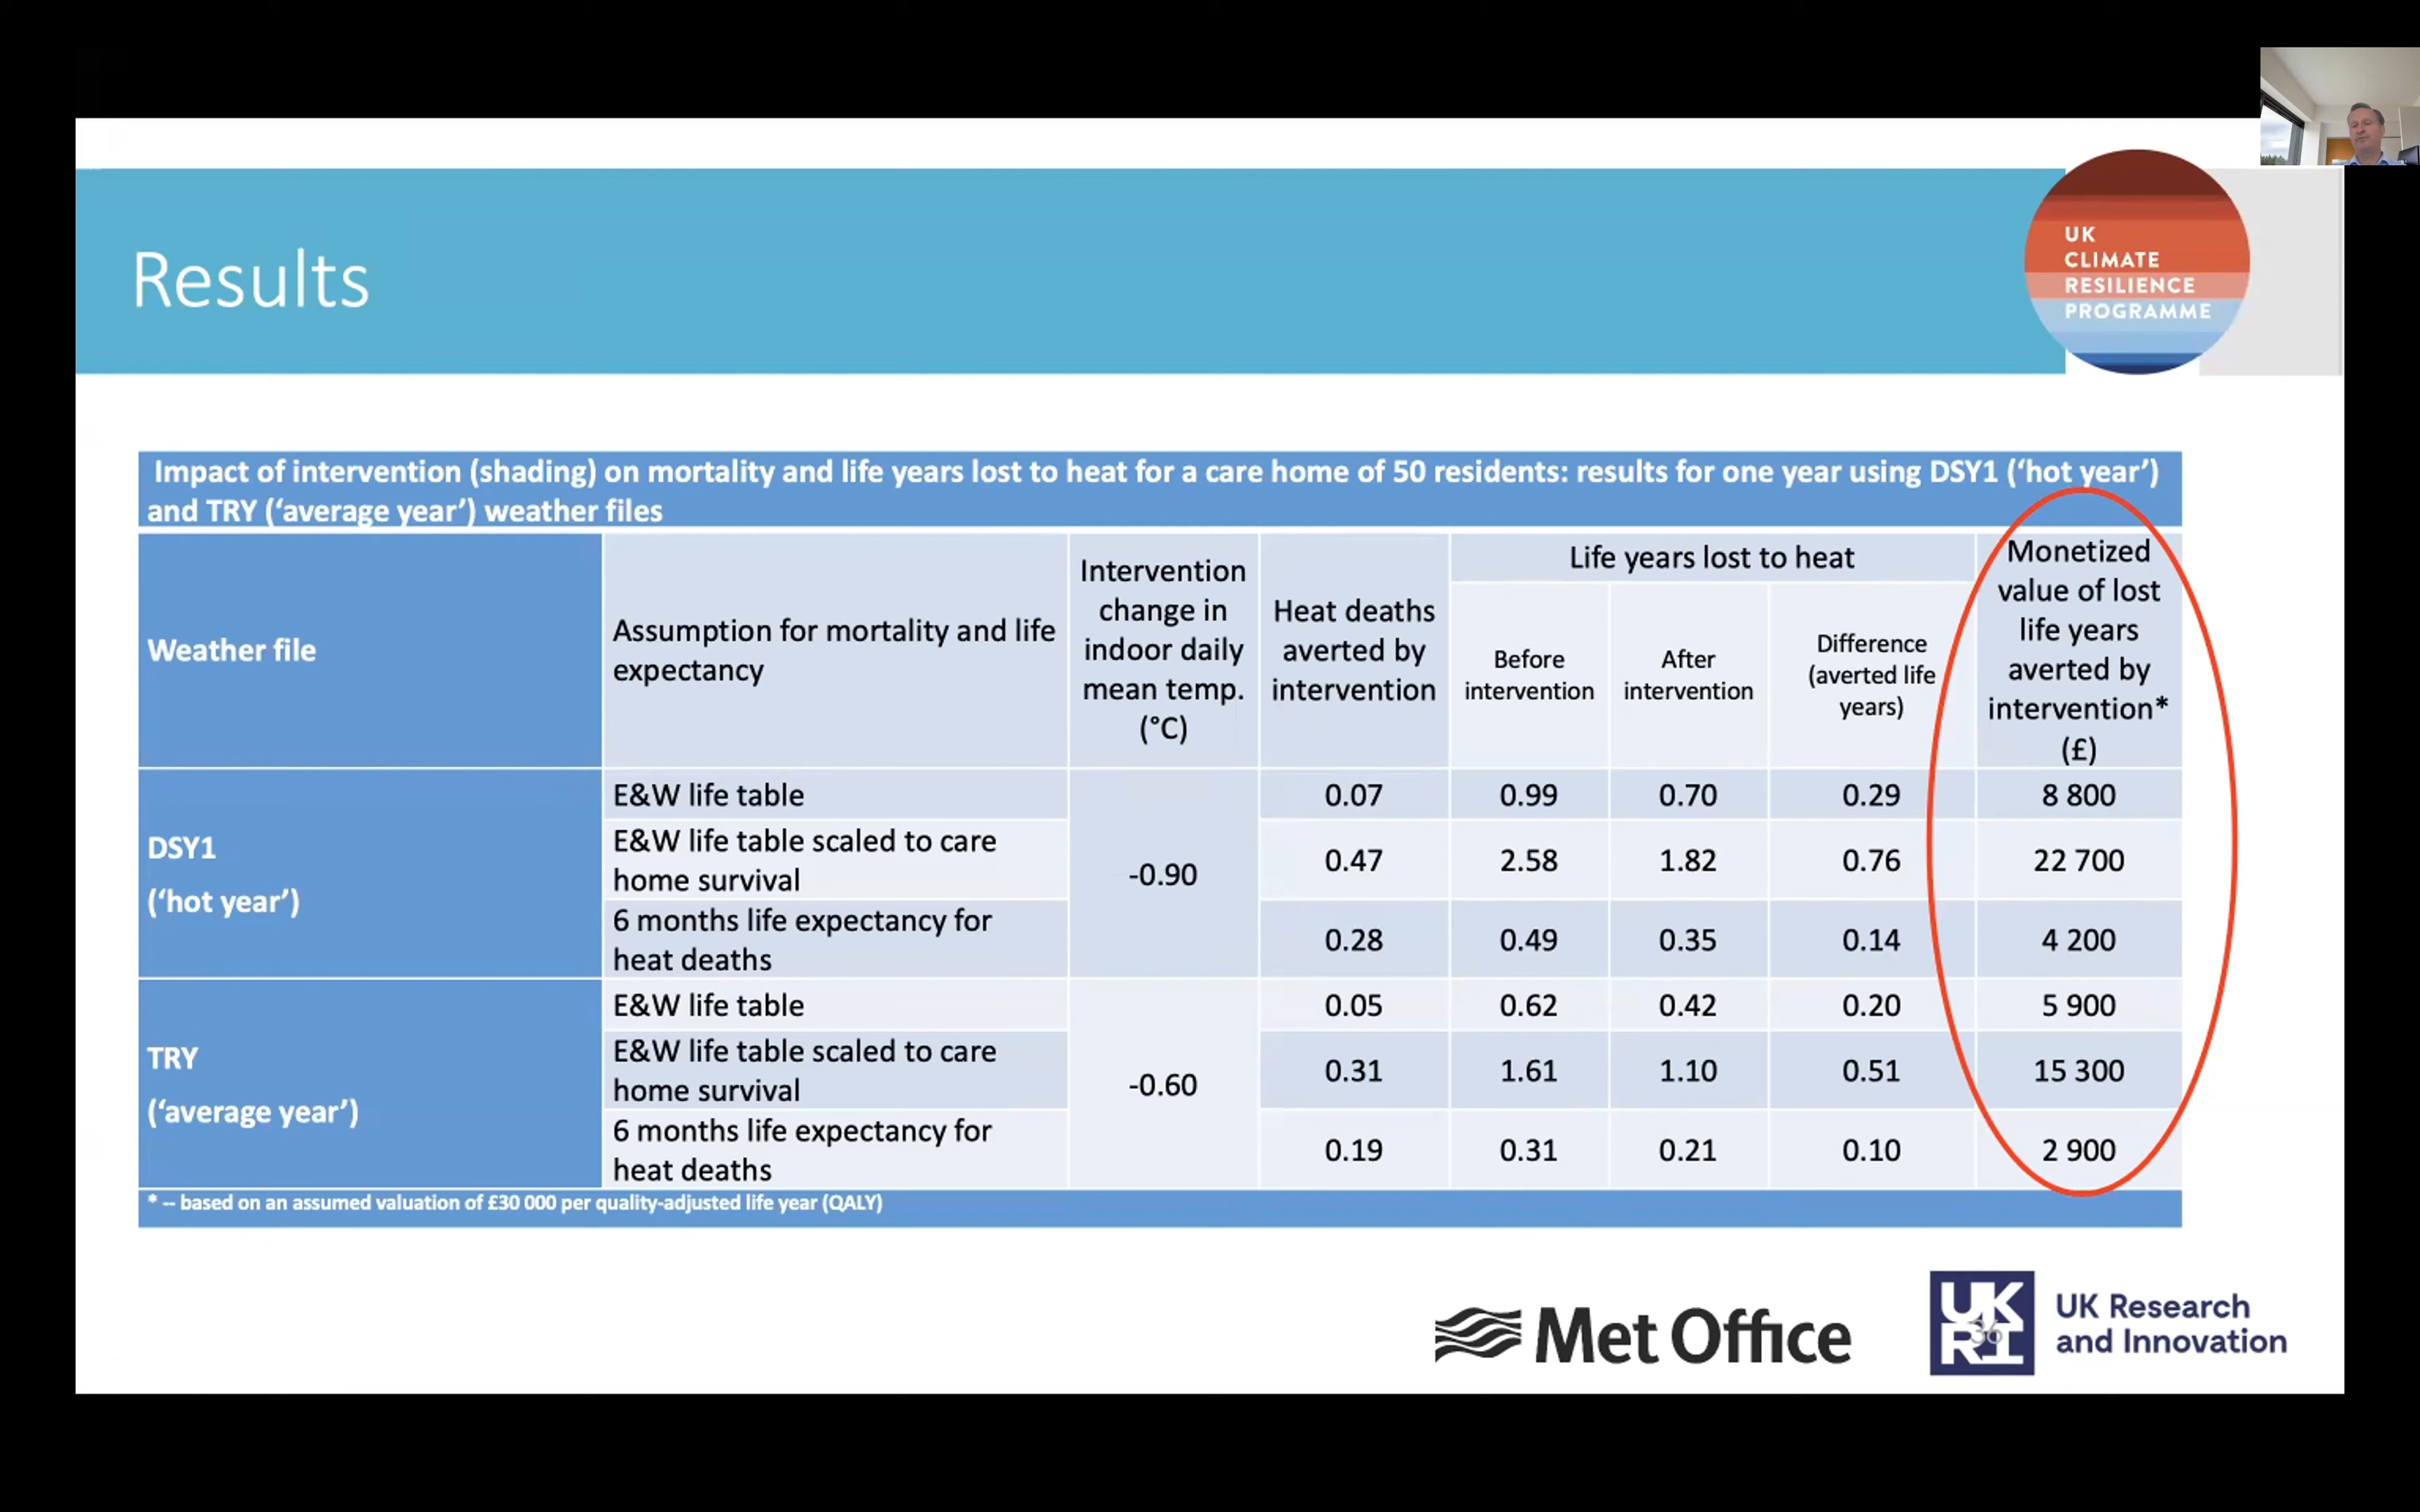 UK
CLIMATE
RESILIENCE
PROGRAMME
Results
Impact of intervention (shading) on mortality and life years lost to heat for a care home of 50 residents: results for one year using DSY1 (‘hot year’)
and TRY (‘average year’) weather files
Weather file
Assumption for mortality and life
expectancy
Intervention
change in
indoor daily
mean temp.
(°C)
Heat deaths
averted by
intervention
Life years lost to heat
Before
intervention
After
intervention
Difference
(averted life
years)
Monetized
value of lost
life years
averted by
intervention*
(£)
DSY1
(‘hot year’)
E&W life table
-0.90
0.07
0.99
0.70
0.29
8 800
E&W life table scaled to care
home survival
0.47
2.58
1.82
0.76
22 700
6 months life expectancy for
heat deaths
0.28
0.49
0.35
0.14
4 200
TRY
(‘average year’)
E&W life table
-0.60
0.05
0.62
0.42
0.20
5 900
E&W life table scaled to care
home survival
0.31
1.61
1.10
0.51
15 300
6 months life expectancy for
heat deaths
0.19
0.31
0.21
0.10
2 900
* -- based on an assumed valuation of £30 000 per quality-adjusted life year (QALY)
Met Office
UK
RI
36
UK Research
and Innovation